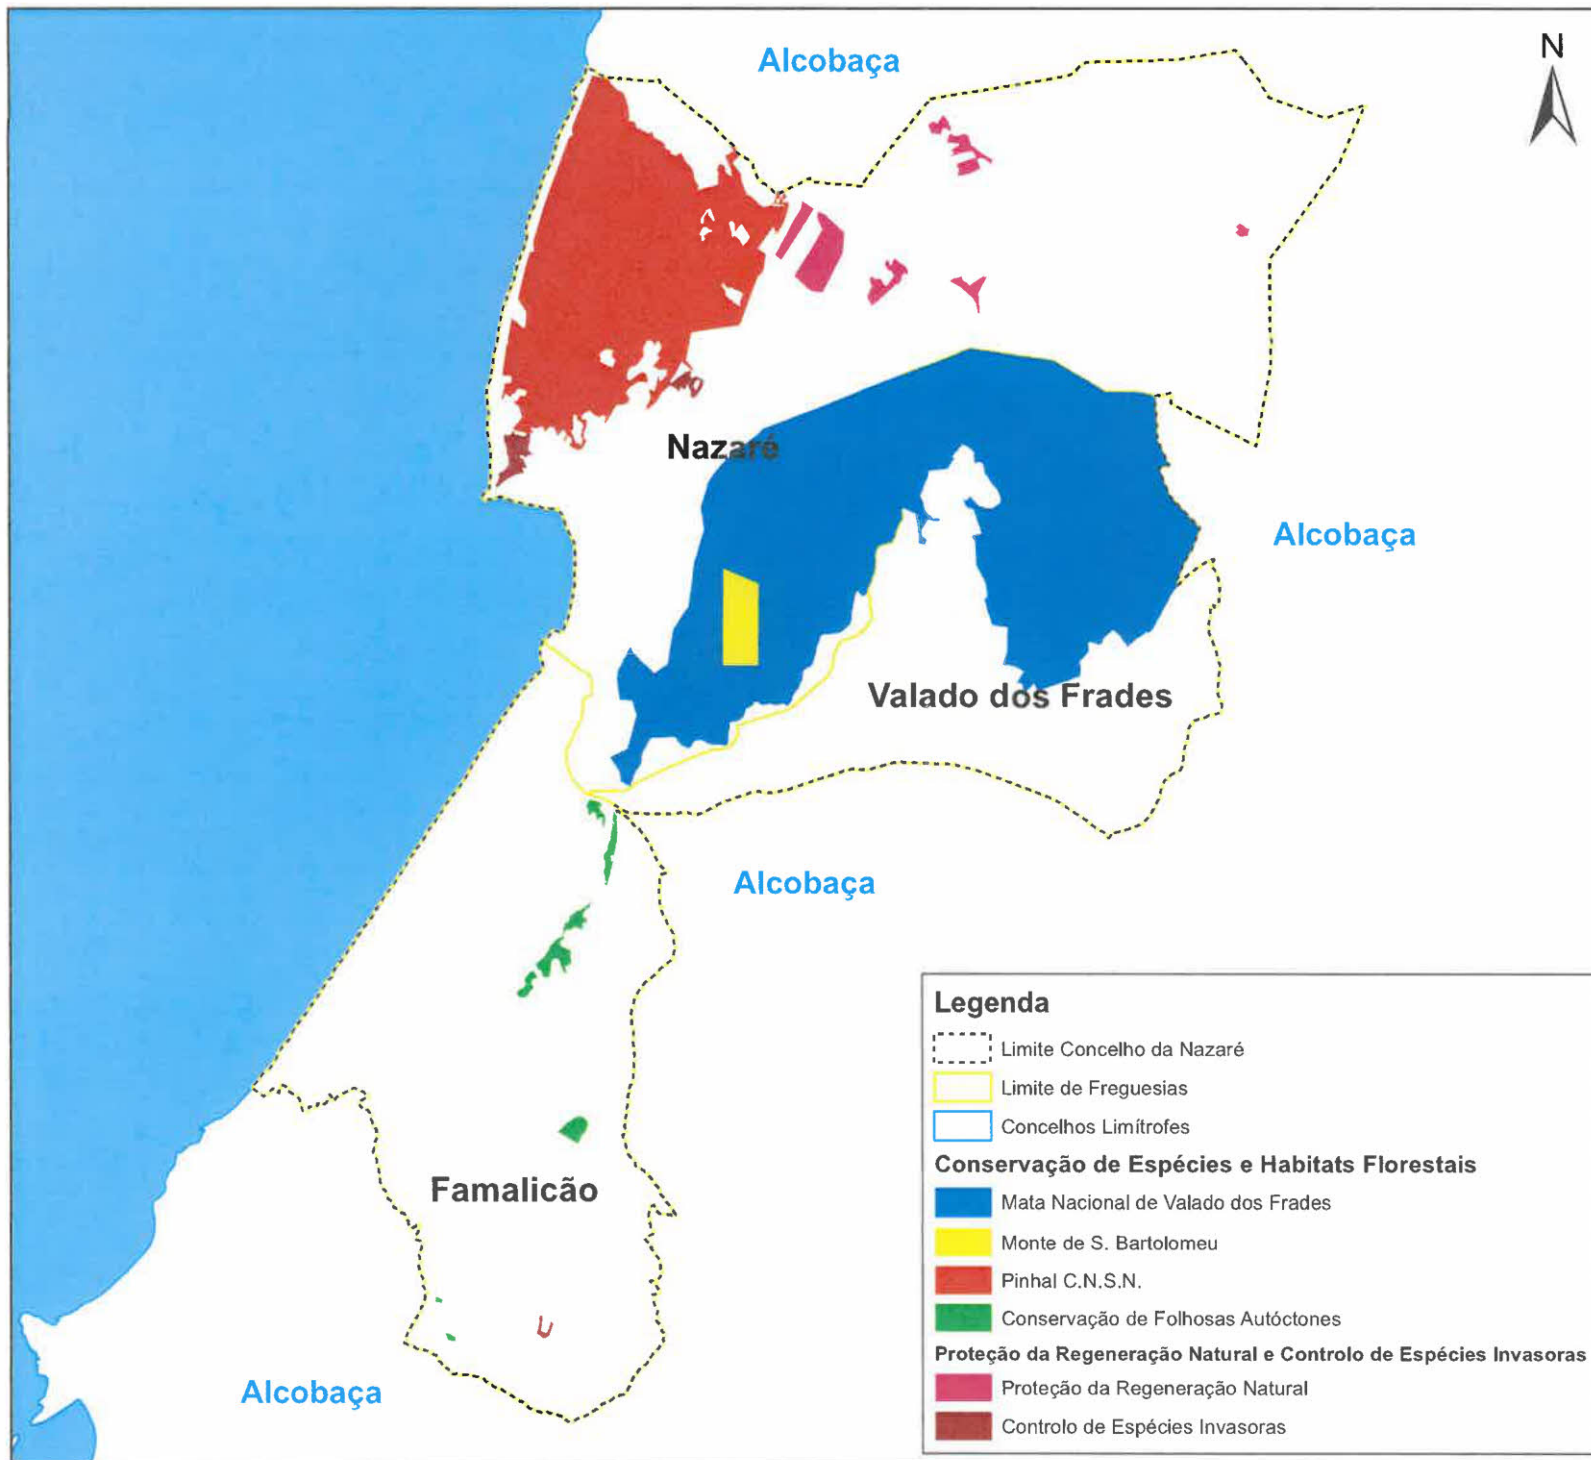 Alcobaça
N
Nazaré
Alcobaça
Valado dos Frades
Alcobaça
Famalicão
Alcobaça
Legenda
Limite Concelho da Nazaré
Limite de Freguesias
Concelhos Limítrofes
Conservação de Espécies e Habitats Florestais
Mata Nacional de Valado dos Frades
Monte de S. Bartolomeu
Pinhal C.N.S.N.
Conservação de Folhosas Autóctones
Proteção da Regeneração Natural e Controlo de Espécies Invasoras
Proteção da Regeneração Natural
Controlo de Espécies Invasoras